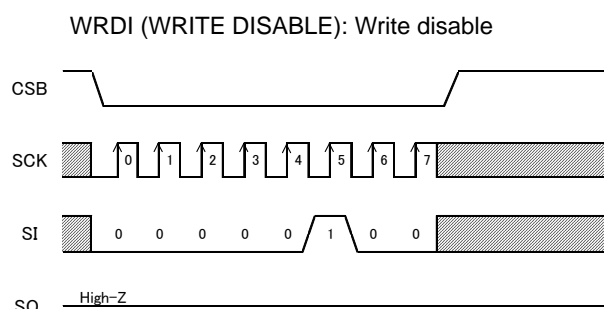 WRDI (WRITE DISABLE): Write disable
CSB
SCK
0 1 2 3 4 5 6 7
SI
0 0 0 0 0 1 0 0
High-Z
SO